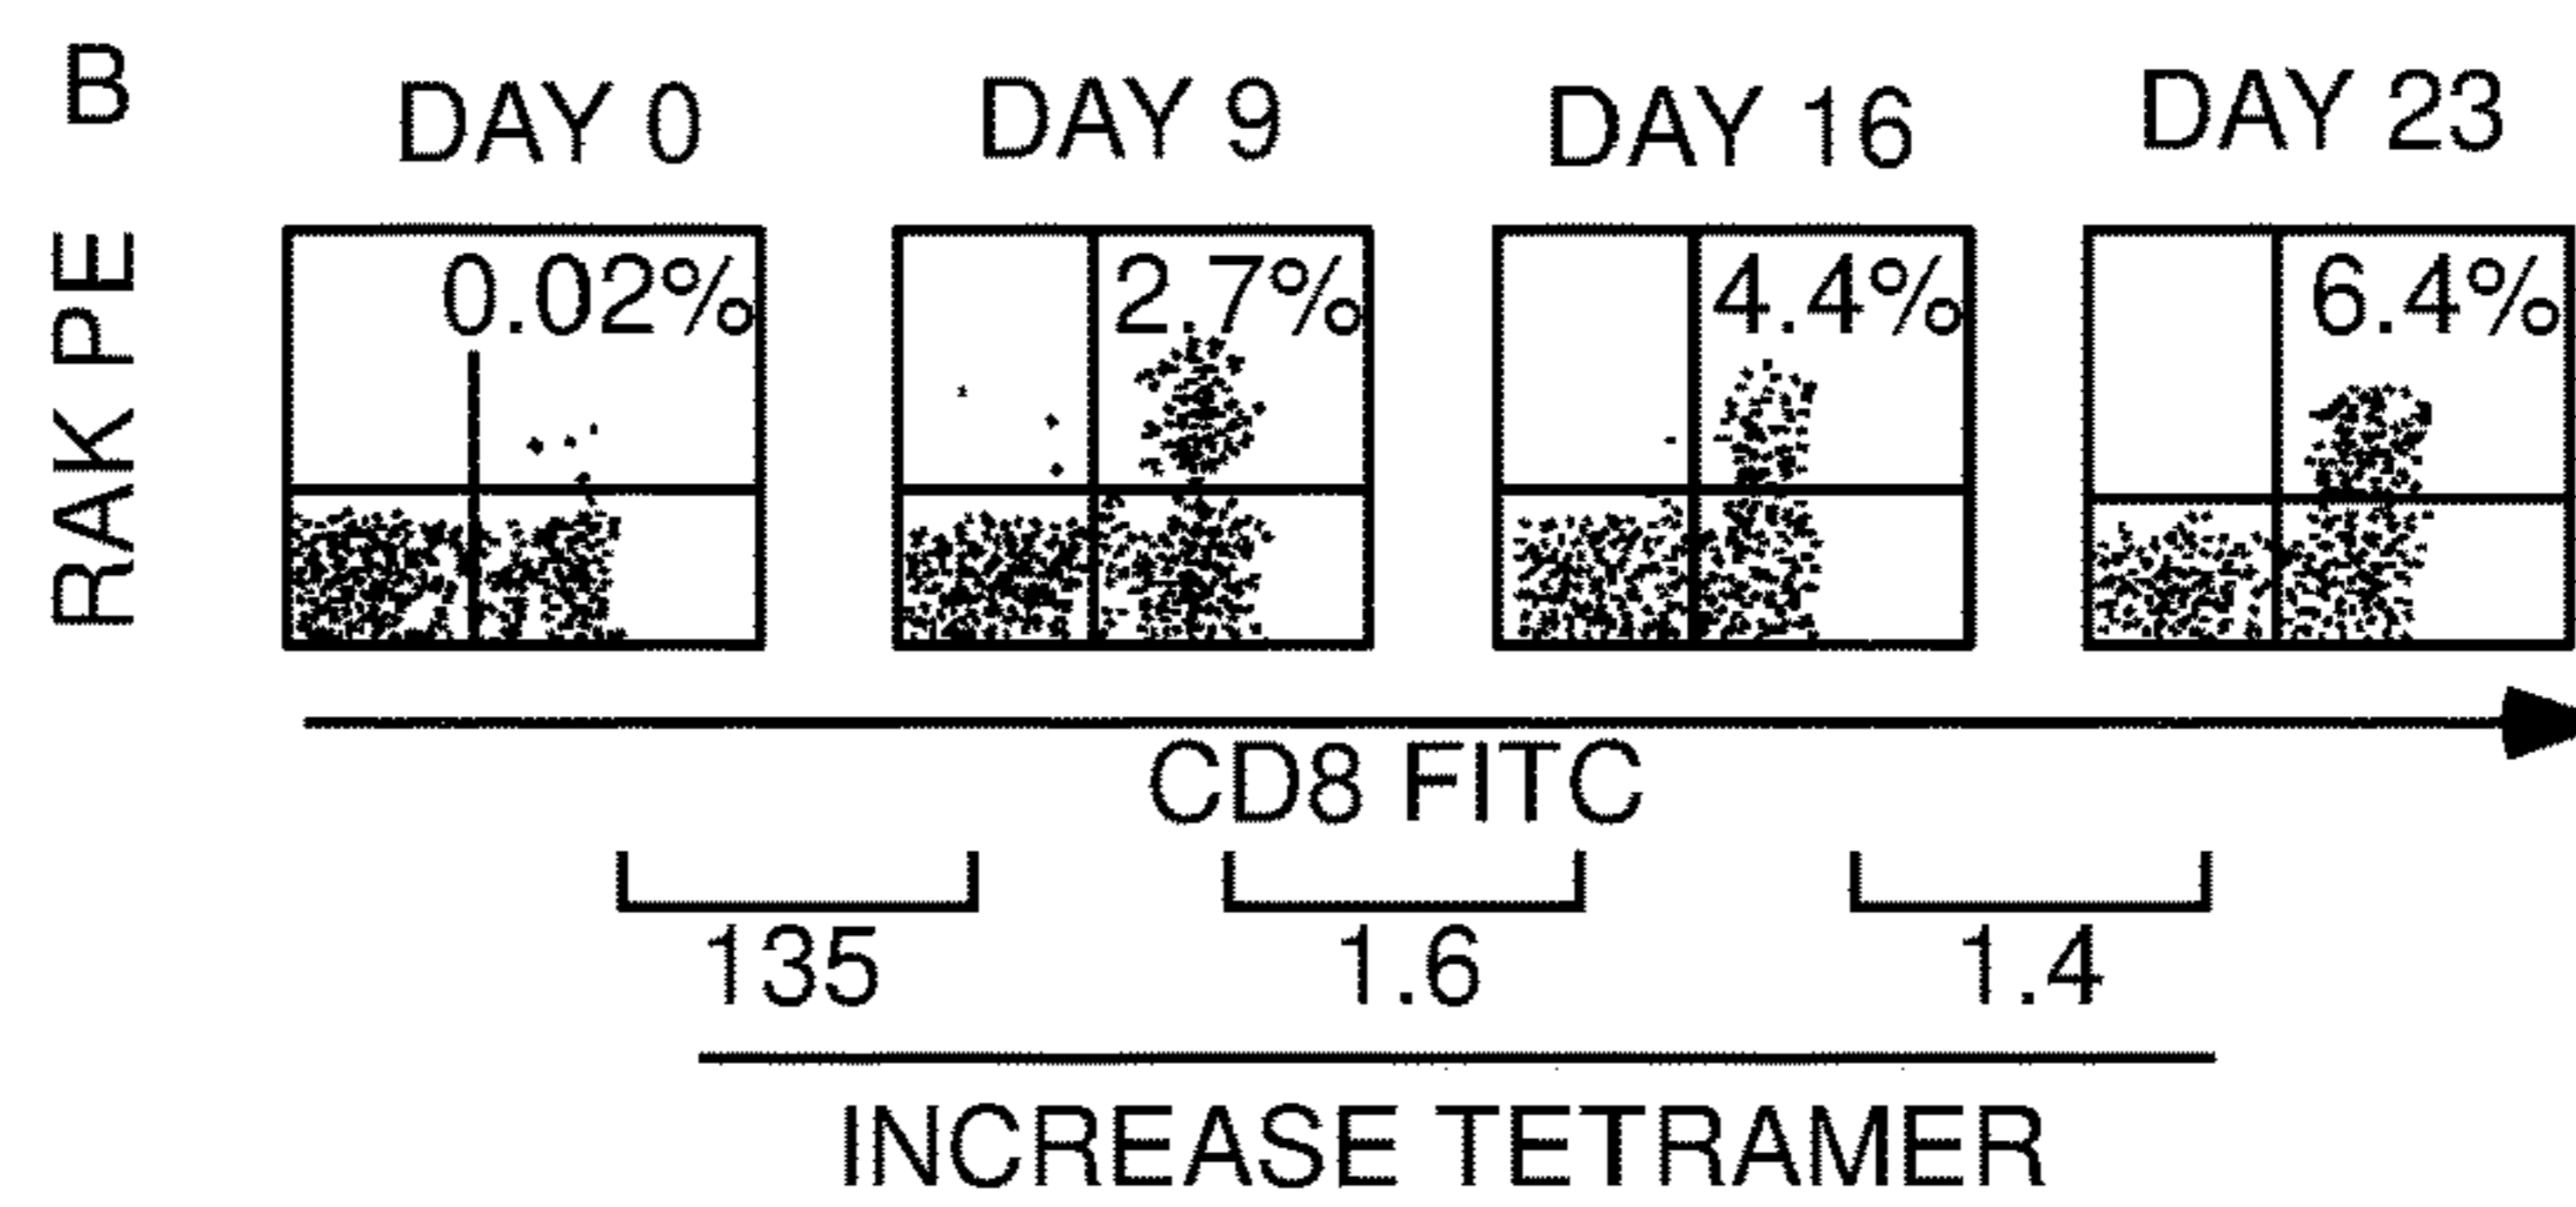 B
DAY 0 DAY 9 DAY 16 DAY 23
RAK PE
0.02% 2.7% 4.4% 6.4%
CD8 FITC
135 1.6 1.4
INCREASE TETRAMER